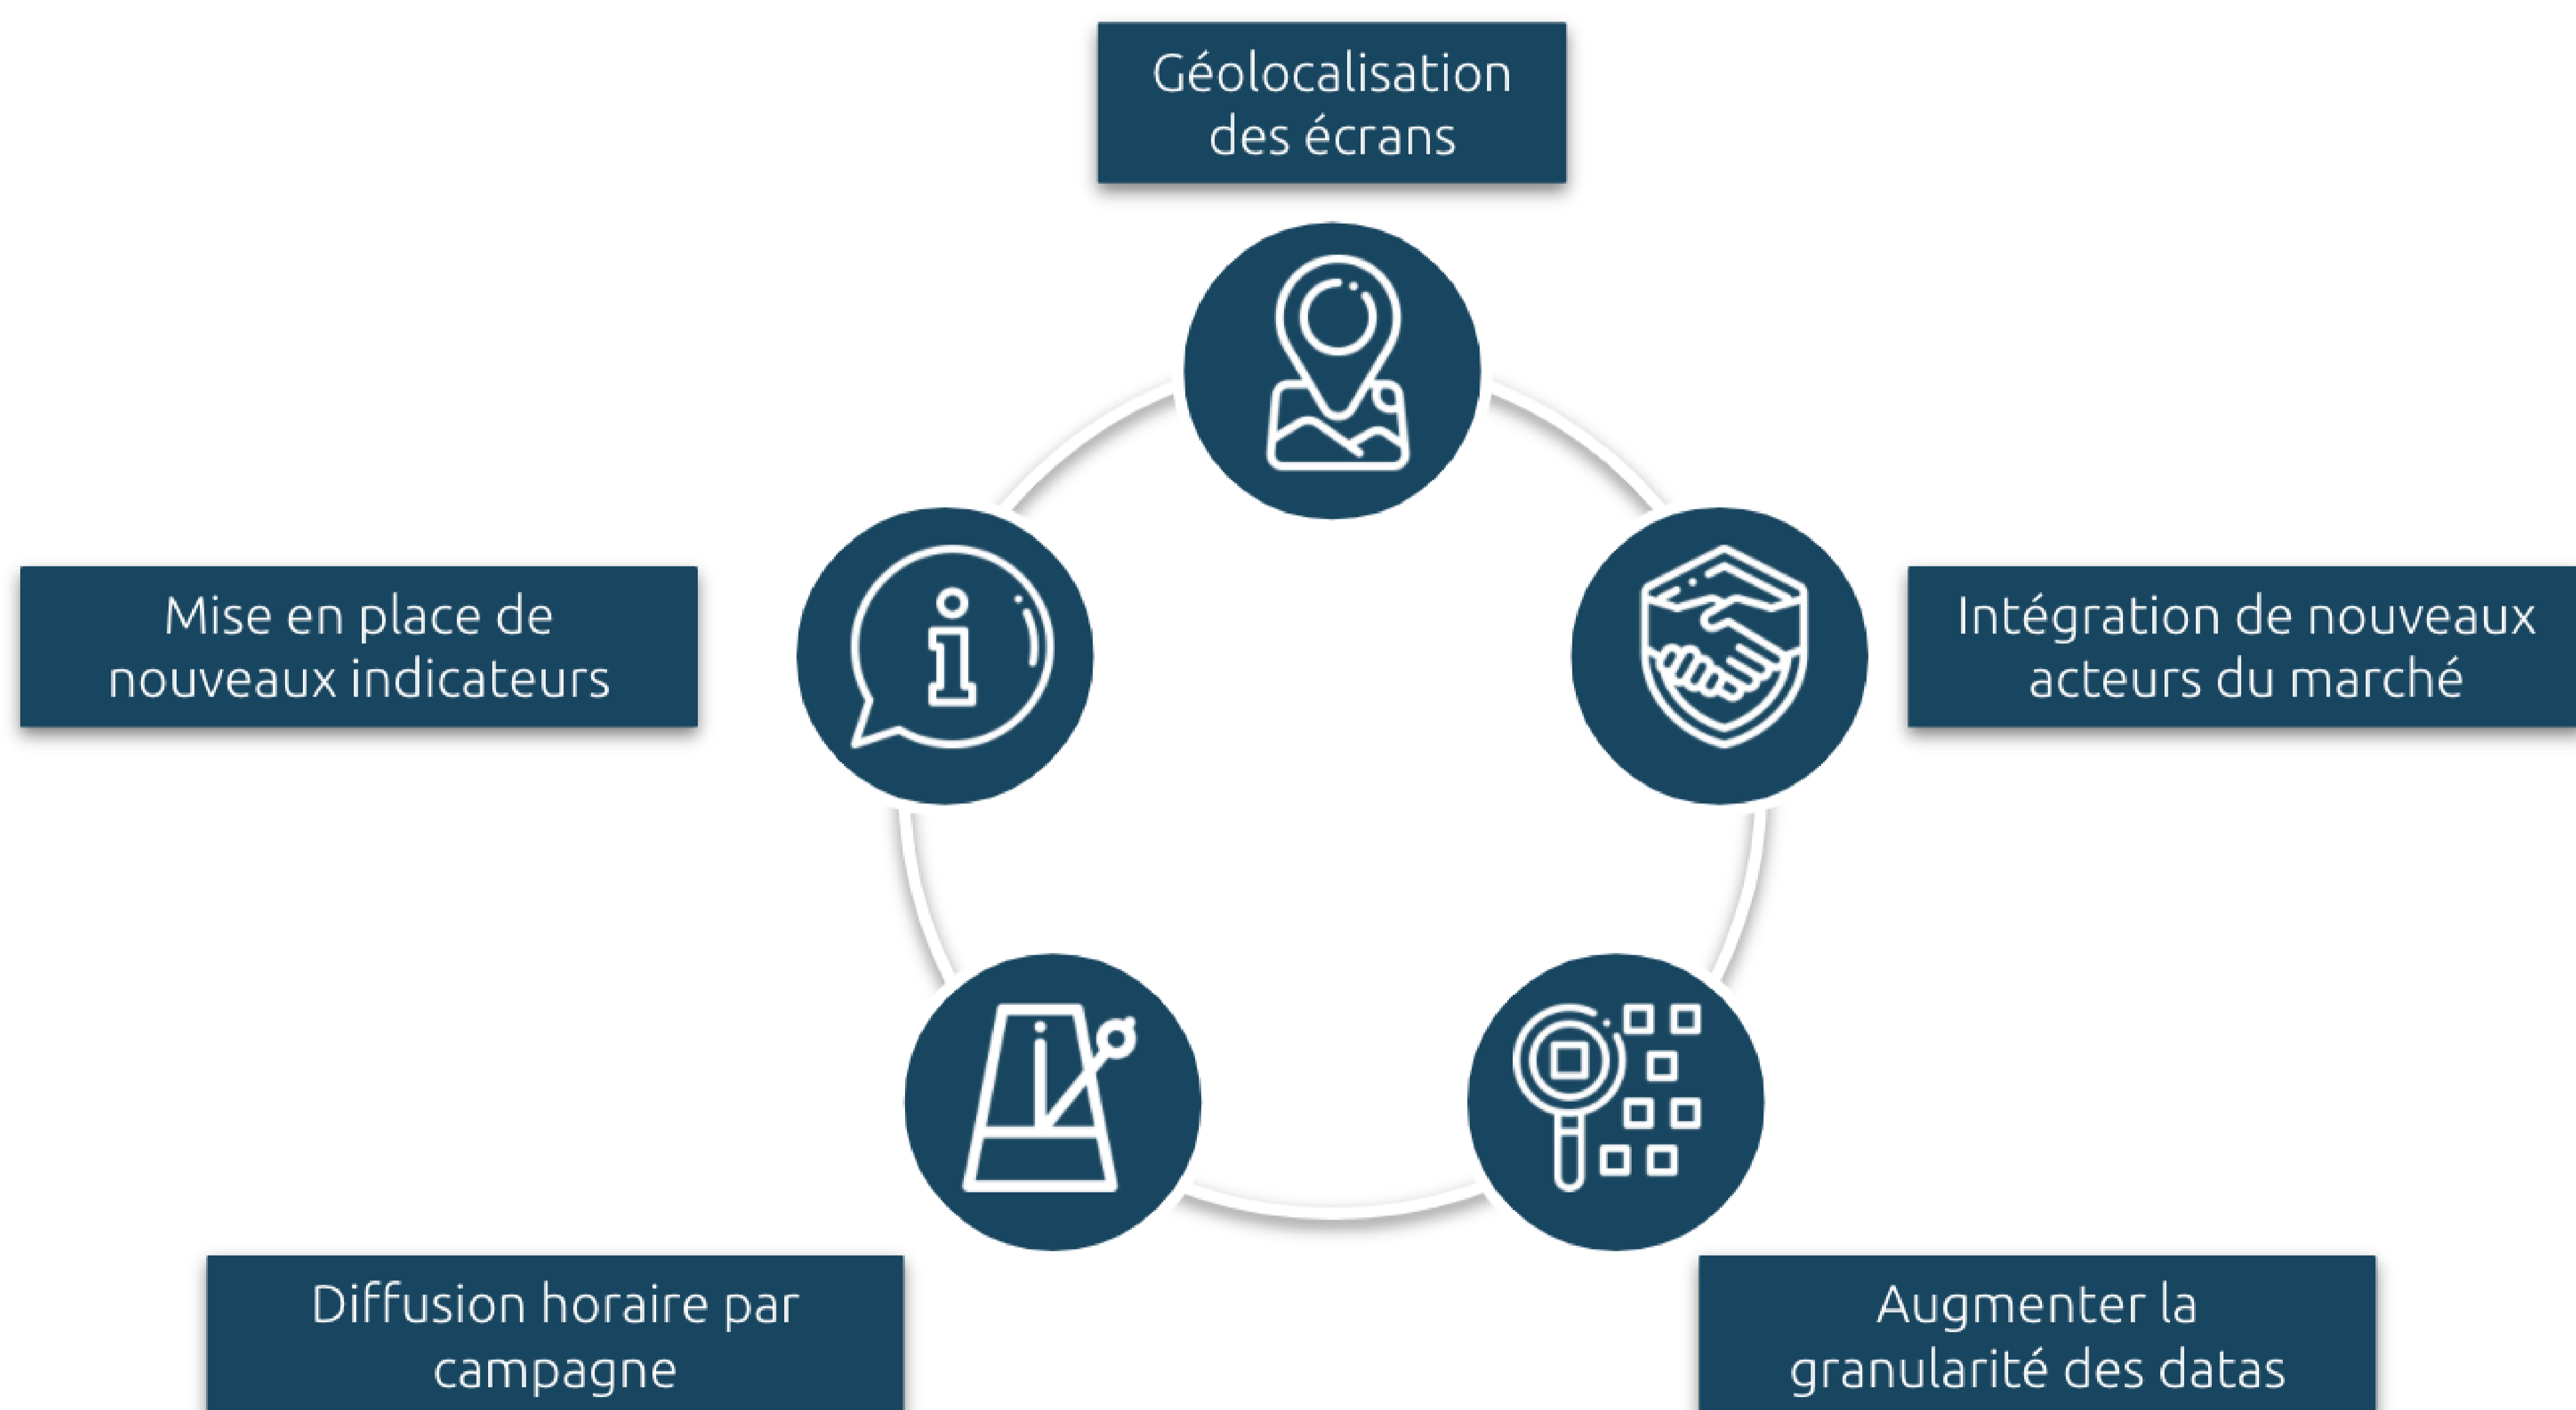 Géolocalisation
des écrans
Mise en place de
nouveaux indicateurs
Intégration de nouveaux
acteurs du marché
Diffusion horaire par
campagne
Augmenter la
granularité des datas